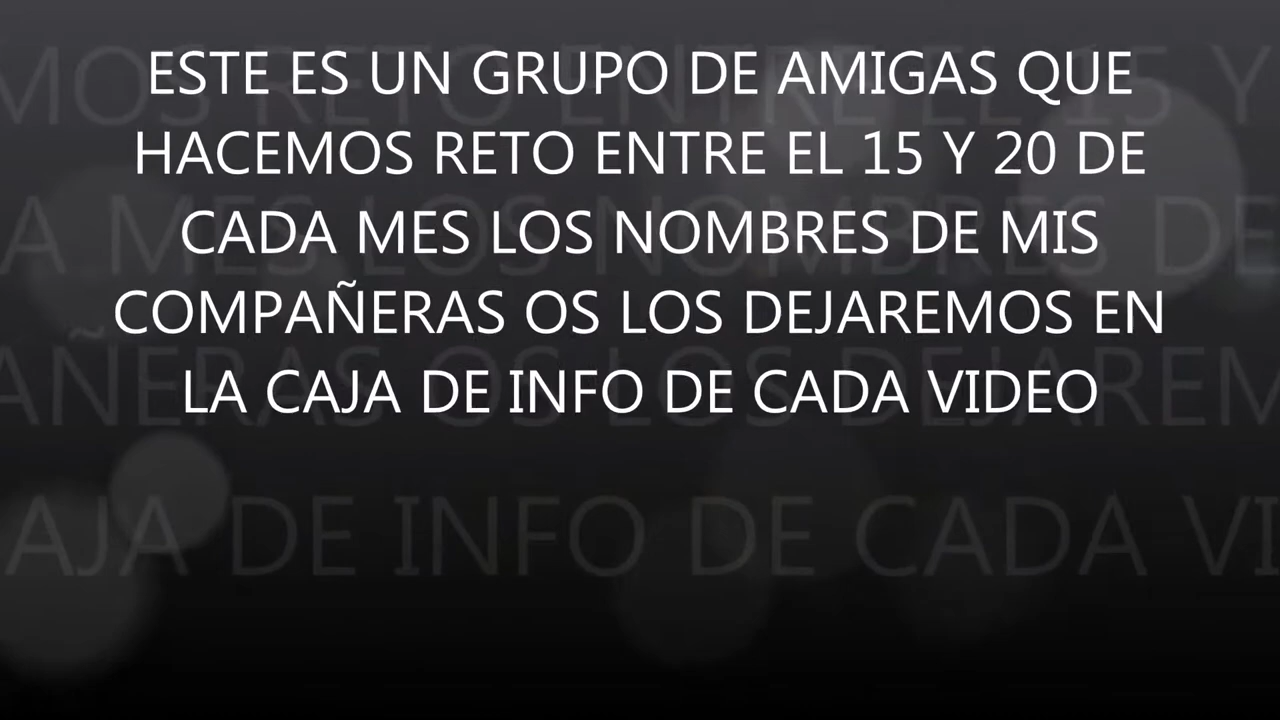 ESTE ES UN GRUPO DE AMIGAS QUE
HACEMOS RETO ENTRE EL 15 Y 20 DE
CADA MES LOS NOMBRES DE MIS
COMPAÑERAS OS LOS DEJAREMOS EN
LA CAJA DE INFO DE CADA VIDEO